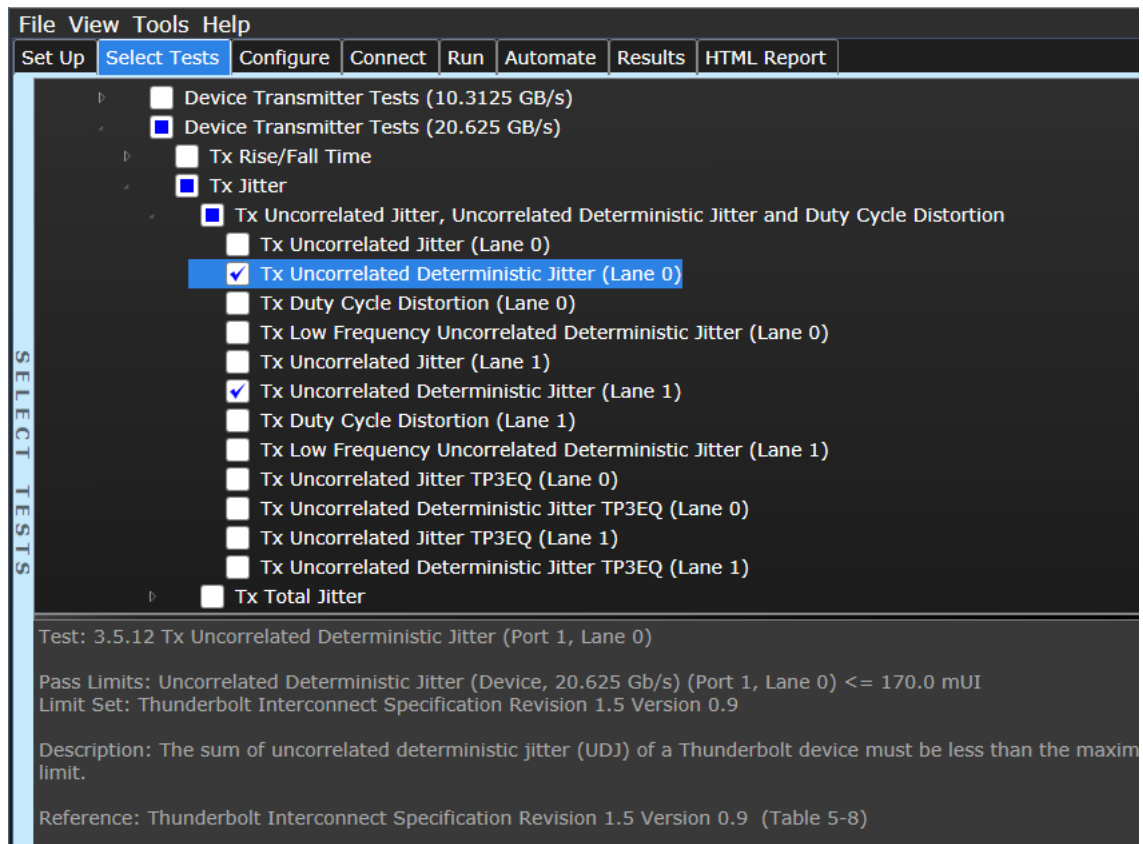 File View Tools Help
Set Up Select Tests Configure Connect Run Automate Results HTML Report
Device Transmitter Tests (10.3125 GB/s)
Device Transmitter Tests (20.625 GB/s)
Tx Rise/Fall Time
Tx Jitter
Tx Uncorrelated Jitter, Uncorrelated Deterministic Jitter and Duty Cycle Distortion
Tx Uncorrelated Jitter (Lane 0)
Tx Uncorrelated Deterministic Jitter (Lane 0)
Tx Duty Cycle Distortion (Lane 0)
Tx Low Frequency Uncorrelated Deterministic Jitter (Lane 0)
Tx Uncorrelated Jitter (Lane 1)
Tx Uncorrelated Deterministic Jitter (Lane 1)
Tx Duty Cycle Distortion (Lane 1)
Tx Low Frequency Uncorrelated Deterministic Jitter (Lane 1)
Tx Uncorrelated Jitter TP3EQ (Lane 0)
Tx Uncorrelated Deterministic Jitter TP3EQ (Lane 0)
Tx Uncorrelated Jitter TP3EQ (Lane 1)
Tx Uncorrelated Deterministic Jitter TP3EQ (Lane 1)
Tx Total Jitter
SELECT TESTS
Test: 3.5.12 Tx Uncorrelated Deterministic Jitter (Port 1, Lane 0)
Pass Limits: Uncorrelated Deterministic Jitter (Device, 20.625 Gb/s) (Port 1, Lane 0) <= 170.0 mUI
Limit Set: Thunderbolt Interconnect Specification Revision 1.5 Version 0.9
Description: The sum of uncorrelated deterministic jitter (UDJ) of a Thunderbolt device must be less than the maxim
limit.
Reference: Thunderbolt Interconnect Specification Revision 1.5 Version 0.9 (Table 5-8)